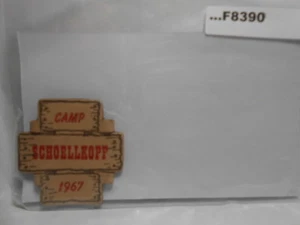 ...F8390
CAMP
SCHOELLKOPF
1967